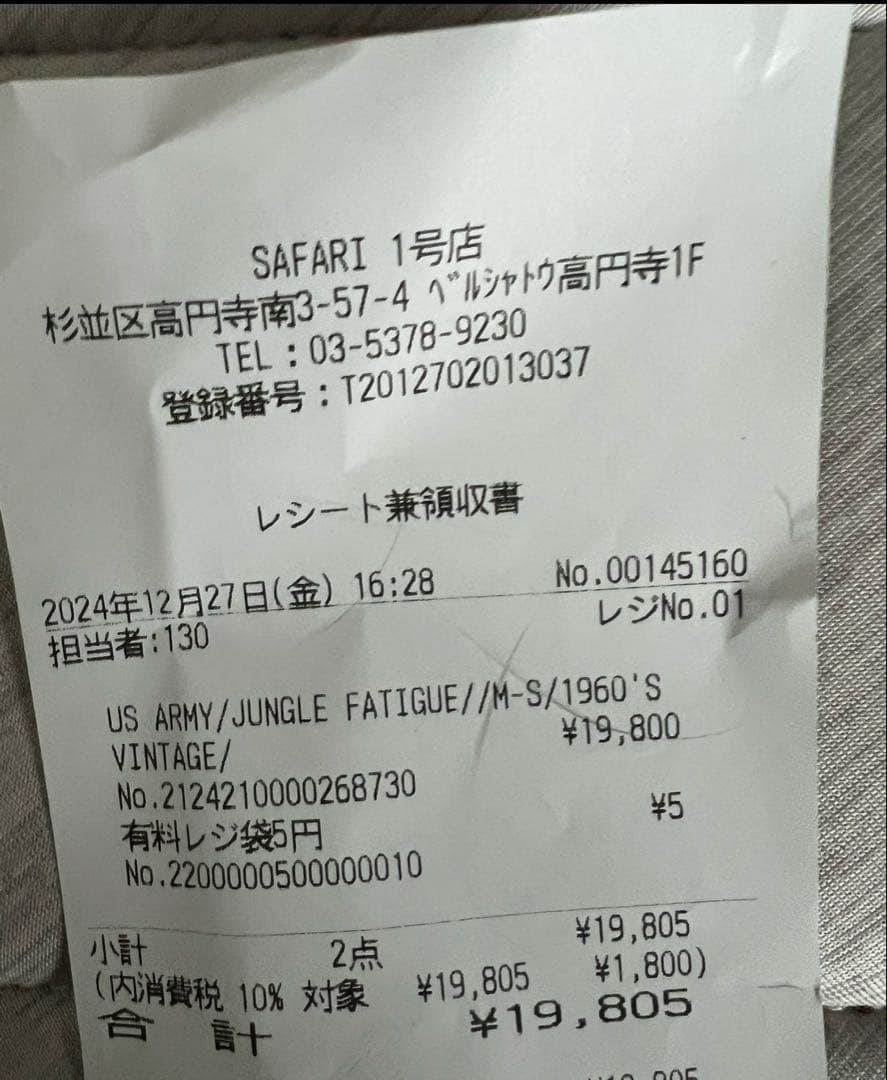 SAFARI 1号店
杉並区高円寺南3-57-4 ﾍﾞﾙｼｬﾄｳ高円寺1F
TEL:03-5378-9230
登録番号:T2012702013037
レシート兼領収書
2024年12月27日(金) 16:28 No.00145160
担当者:130 レジNo.01
US ARMY/JUNGLE FATIGUE//M-S/1960'S
VINTAGE/ ¥19,800
No.2124210000268730
有料レジ袋5円 ¥5
No.2200000500000010
小計 2点 ¥19,805
(内消費税 10% 対象 ¥19,805 ¥1,800)
合 計 ¥19,805